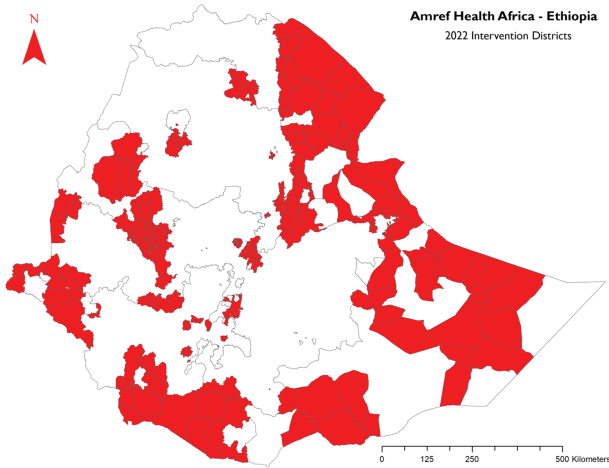 N
Amref Health Africa - Ethiopia
2022 Intervention Districts
0 125 250 500 Kilometers